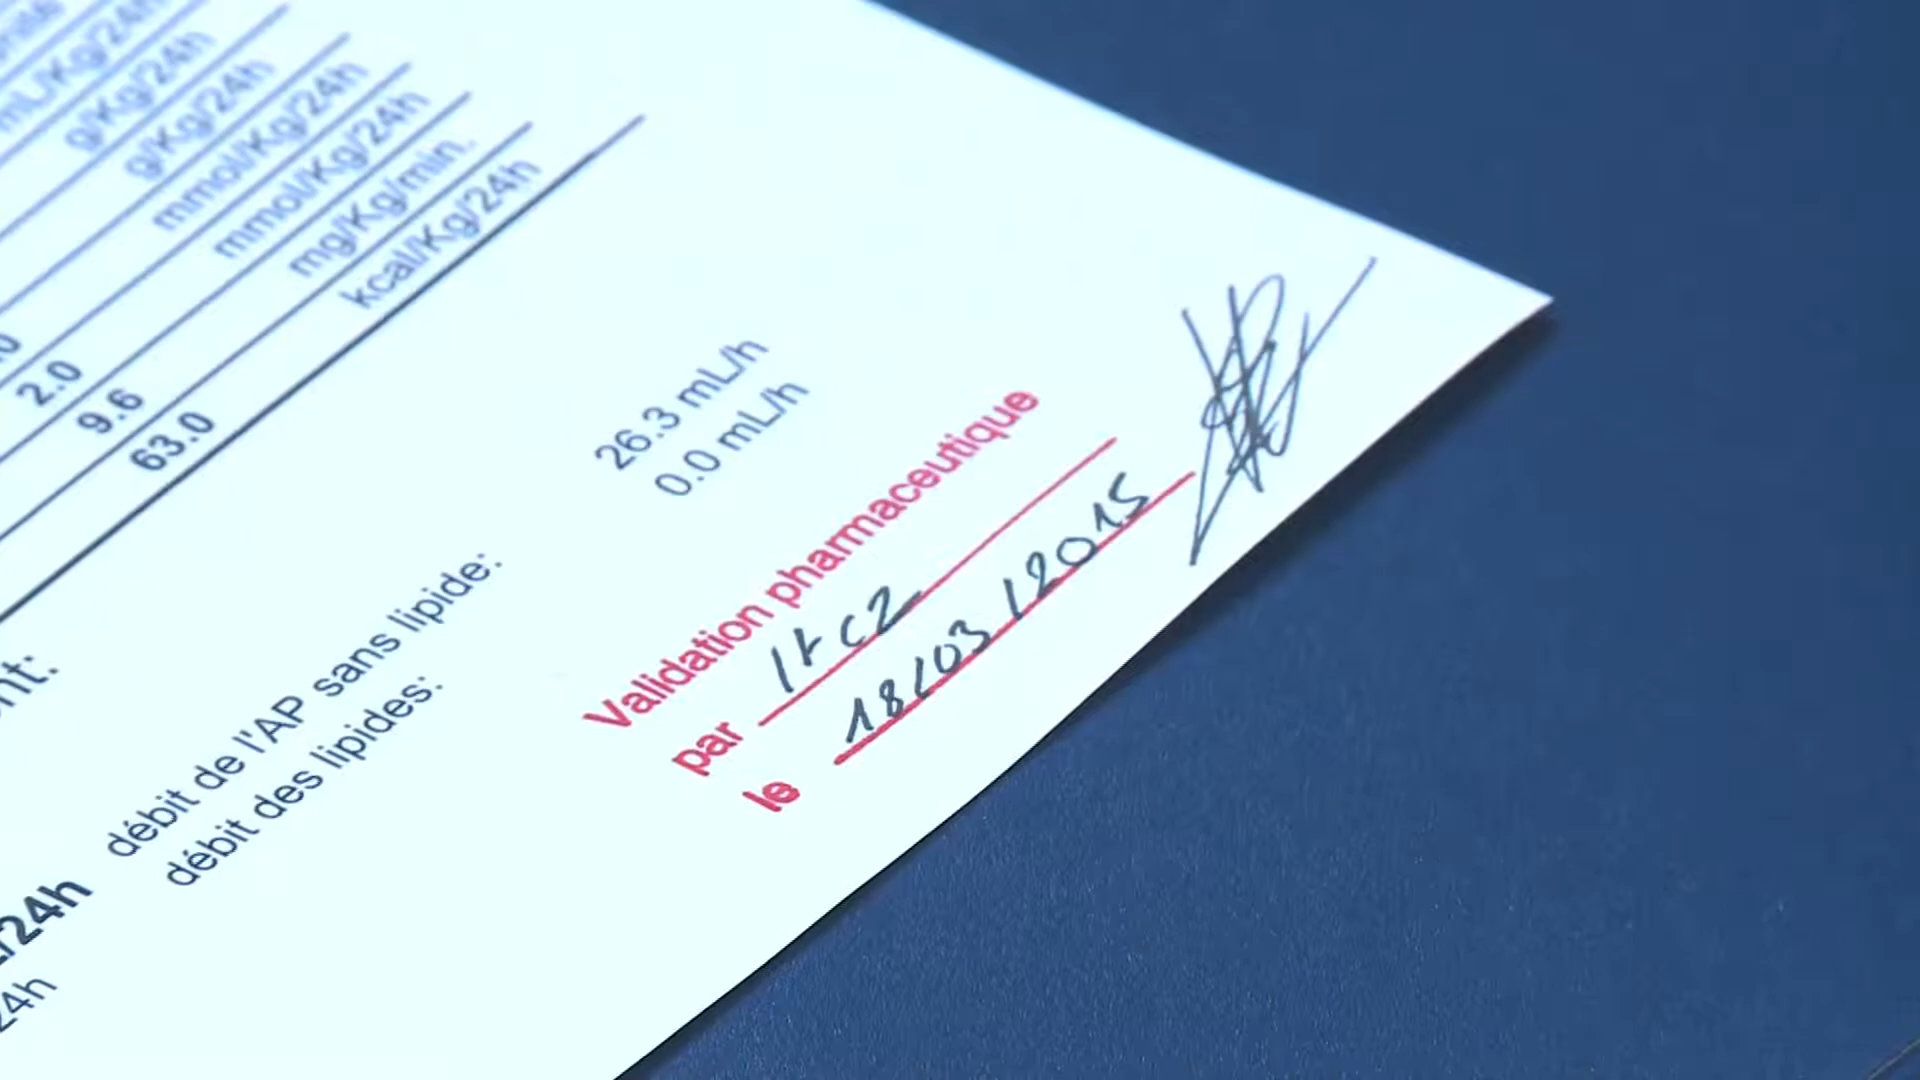 mL/Kg/24h
g/Kg/24h
g/Kg/24h
mmol/Kg/24h
2.0 mmol/Kg/24h
9.6 mg/Kg/min.
63.0 kcal/Kg/24h
débit de l'AP sans lipide: 26.3 mL/h
débit des lipides: 0.0 mL/h
/24h
24h
Validation pharmaceutique
par
le 18/03/2015